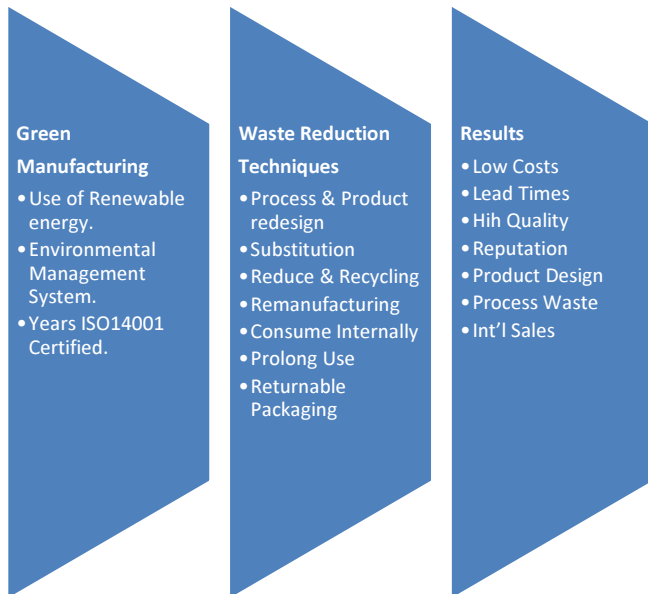 Green
Manufacturing
•Use of Renewable
energy.
•Environmental
Management
System.
•Years ISO14001
Certified.
Waste Reduction
Techniques
•Process & Product
redesign
•Substitution
•Reduce & Recycling
•Remanufacturing
•Consume Internally
•Prolong Use
•Returnable
Packaging
Results
•Low Costs
•Lead Times
•Hih Quality
•Reputation
•Product Design
•Process Waste
•Int’l Sales